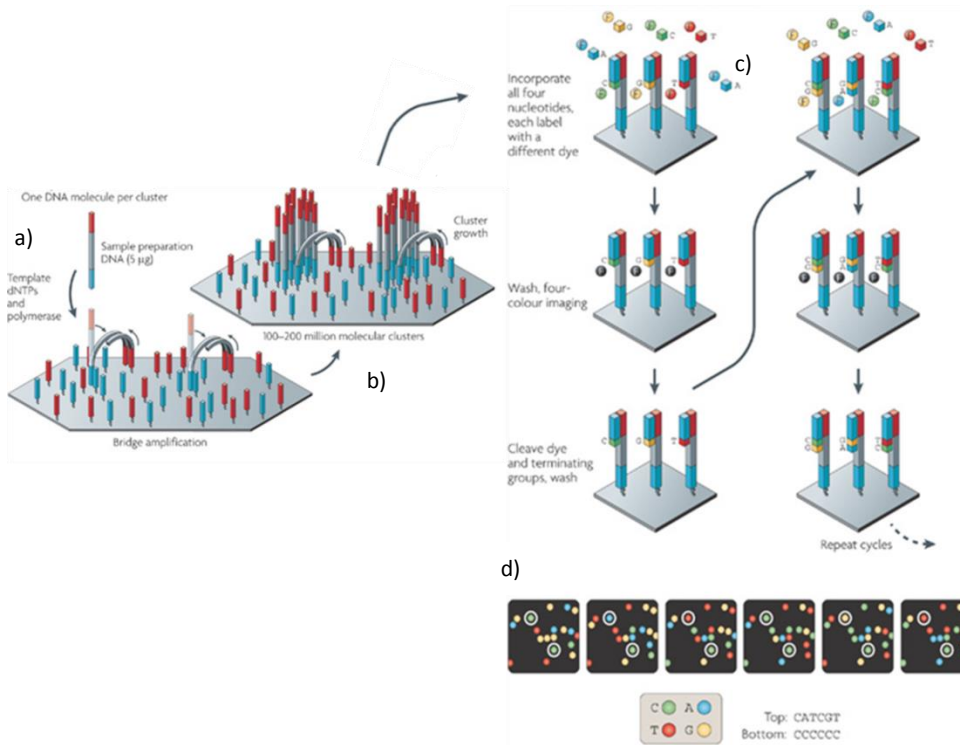 a)
One DNA molecule per cluster
Sample preparation
DNA (5 μg)
Template
dNTPs
and
polymerase
Bridge amplification
b)
100–200 million molecular clusters
Cluster
growth
c)
Incorporate
all four
nucleotides,
each label
with a
different dye
F G
F C
F T
F A
F A
C G T
F F F
F G
F C
F A
F T
C G T
G A C
F F F
Wash, four-
colour imaging
C G T
F F F
C G T
G A C
F F F
Cleave dye
and terminating
groups, wash
C G T
C G T
G A C
Repeat cycles
d)
C A
T G
Top: CATCGT
Bottom: CCCCCC